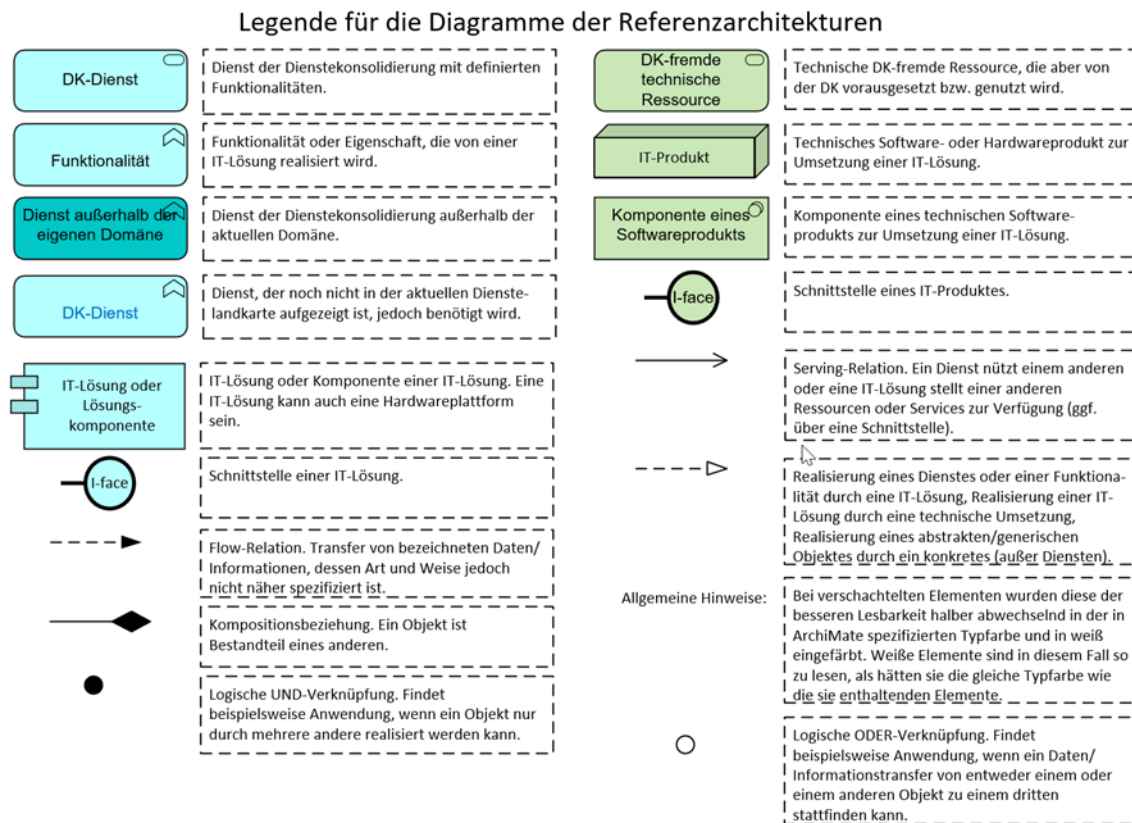 Legende für die Diagramme der Referenzarchitekturen
DK-Dienst
Dienst der Dienstekonsolidierung mit definierten
Funktionalitäten.
Funktionalität
Funktionalität oder Eigenschaft, die von einer
IT-Lösung realisiert wird.
Dienst außerhalb der
eigenen Domäne
Dienst der Dienstekonsolidierung außerhalb der
aktuellen Domäne.
DK-Dienst
Dienst, der noch nicht in der aktuellen Dienste-
landkarte aufgezeigt ist, jedoch benötigt wird.
IT-Lösung oder
Lösungs-
komponente
IT-Lösung oder Komponente einer IT-Lösung. Eine
IT-Lösung kann auch eine Hardwareplattform
sein.
I-face
Schnittstelle einer IT-Lösung.
Flow-Relation. Transfer von bezeichneten Daten/
Informationen, dessen Art und Weise jedoch
nicht näher spezifiziert ist.
Kompositionsbeziehung. Ein Objekt ist
Bestandteil eines anderen.
Logische UND-Verknüpfung. Findet
beispielsweise Anwendung, wenn ein Objekt nur
durch mehrere andere realisiert werden kann.
DK-fremde
technische
Ressource
Technische DK-fremde Ressource, die aber von
der DK vorausgesetzt bzw. genutzt wird.
IT-Produkt
Technisches Software- oder Hardwareprodukt zur
Umsetzung einer IT-Lösung.
Komponente eines
Softwareprodukts
Komponente eines technischen Software-
produkts zur Umsetzung einer IT-Lösung.
I-face
Schnittstelle eines IT-Produktes.
Serving-Relation. Ein Dienst nützt einem anderen
oder eine IT-Lösung stellt einer anderen
Ressourcen oder Services zur Verfügung (ggf.
über eine Schnittstelle).
Realisierung eines Dienstes oder einer Funktiona-
lität durch eine IT-Lösung, Realisierung einer IT-
Lösung durch eine technische Umsetzung,
Realisierung eines abstrakten/generischen
Objektes durch ein konkretes (außer Diensten).
Allgemeine Hinweise:
Bei verschachtelten Elementen wurden diese der
besseren Lesbarkeit halber abwechselnd in der in
ArchiMate spezifizierten Typfarbe und in weiß
eingefärbt. Weiße Elemente sind in diesem Fall so
zu lesen, als hätten sie die gleiche Typfarbe wie
die sie enthaltenden Elemente.
Logische ODER-Verknüpfung. Findet
beispielsweise Anwendung, wenn ein Daten/
Informationstransfer von entweder einem oder
einem anderen Objekt zu einem dritten
stattfinden kann.